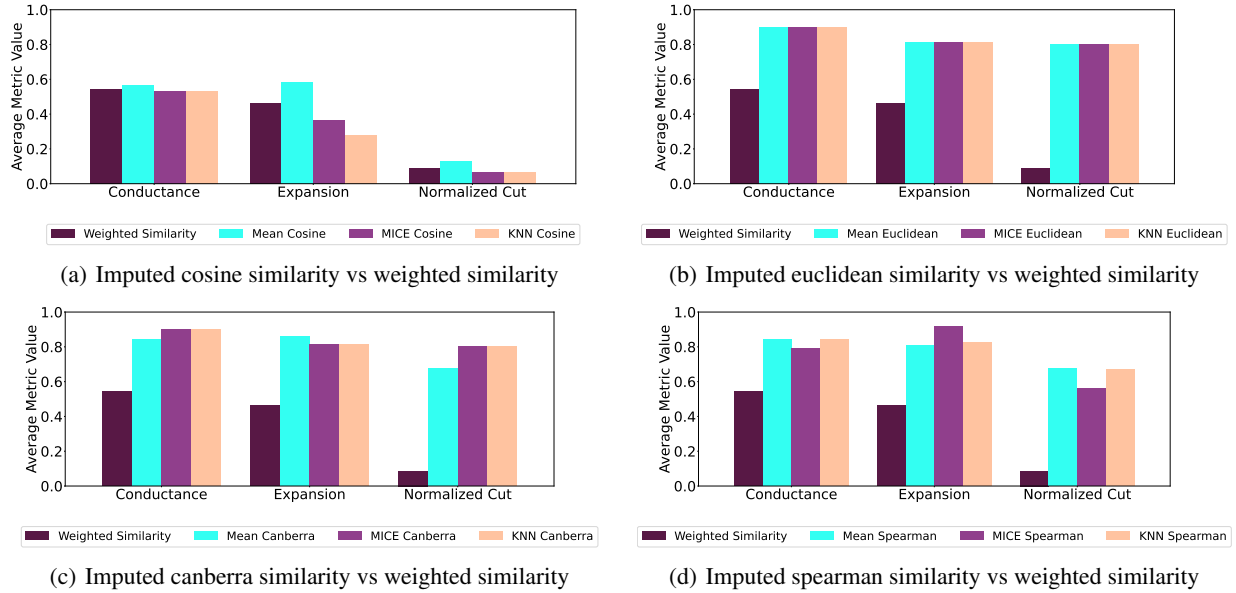 Average Metric Value
1.0
0.8
0.6
0.4
0.2
0.0
Conductance Expansion Normalized Cut
Weighted Similarity Mean Cosine MICE Cosine KNN Cosine
(a) Imputed cosine similarity vs weighted similarity
Average Metric Value
1.0
0.8
0.6
0.4
0.2
0.0
Conductance Expansion Normalized Cut
Weighted Similarity Mean Euclidean MICE Euclidean KNN Euclidean
(b) Imputed euclidean similarity vs weighted similarity
Average Metric Value
1.0
0.8
0.6
0.4
0.2
0.0
Conductance Expansion Normalized Cut
Weighted Similarity Mean Canberra MICE Canberra KNN Canberra
(c) Imputed canberra similarity vs weighted similarity
Average Metric Value
1.0
0.8
0.6
0.4
0.2
0.0
Conductance Expansion Normalized Cut
Weighted Similarity Mean Spearman MICE Spearman KNN Spearman
(d) Imputed spearman similarity vs weighted similarity